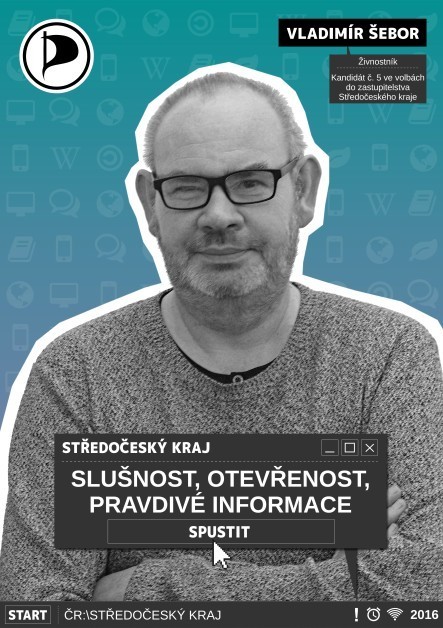 VLADIMÍR ŠEBOR
Živnostník
Kandidát č. 5 ve volbách
do zastupitelstva
Středočeského kraje
STŘEDOČESKÝ KRAJ
SLUŠNOST, OTEVŘENOST,
PRAVDIVÉ INFORMACE
SPUSTIT
START ČR:\STŘEDOČESKÝ KRAJ ! 2016